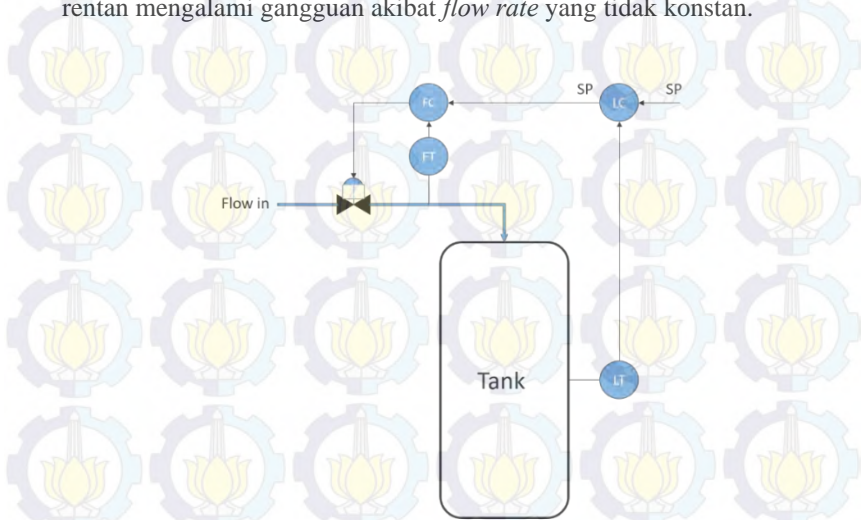 rentan mengalami gangguan akibat flow rate yang tidak konstan.
SP SP
FC LC
FT
Flow in
Tank
LT